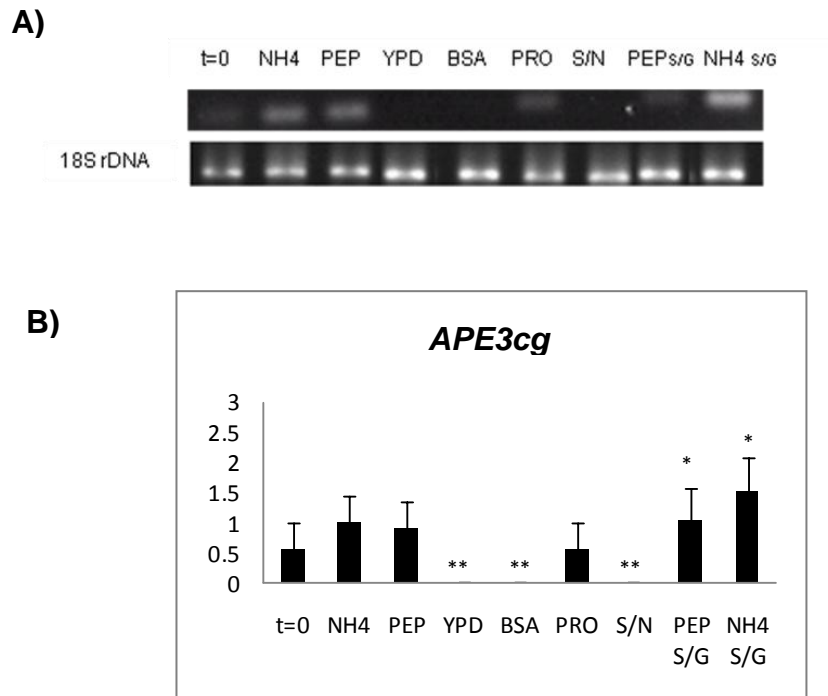 A)
t=0 NH4 PEP YPD BSA PRO S/N PEPS/G NH4 S/G
18S rDNA
B)
APE3cg
3
2.5
2
1.5
1
0.5
0
* *
** ** **
t=0 NH4 PEP YPD BSA PRO S/N PEP NH4
S/G S/G